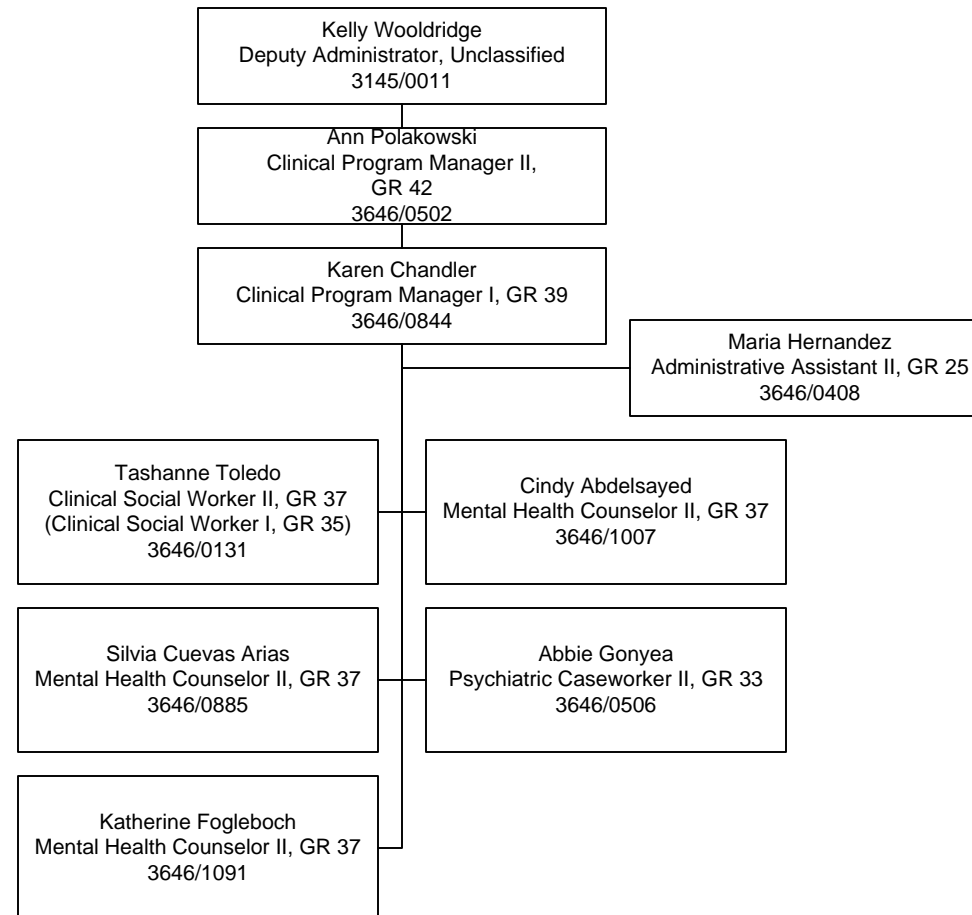 Kelly Wooldridge
Deputy Administrator, Unclassified
3145/0011
Ann Polakowski
Clinical Program Manager II,
GR 42
3646/0502
Karen Chandler
Clinical Program Manager I, GR 39
3646/0844
Maria Hernandez
Administrative Assistant II, GR 25
3646/0408
Tashanne Toledo
Clinical Social Worker II, GR 37
(Clinical Social Worker I, GR 35)
3646/0131
Cindy Abdelsayed
Mental Health Counselor II, GR 37
3646/1007
Silvia Cuevas Arias
Mental Health Counselor II, GR 37
3646/0885
Abbie Gonyea
Psychiatric Caseworker II, GR 33
3646/0506
Katherine Fogleboch
Mental Health Counselor II, GR 37
3646/1091